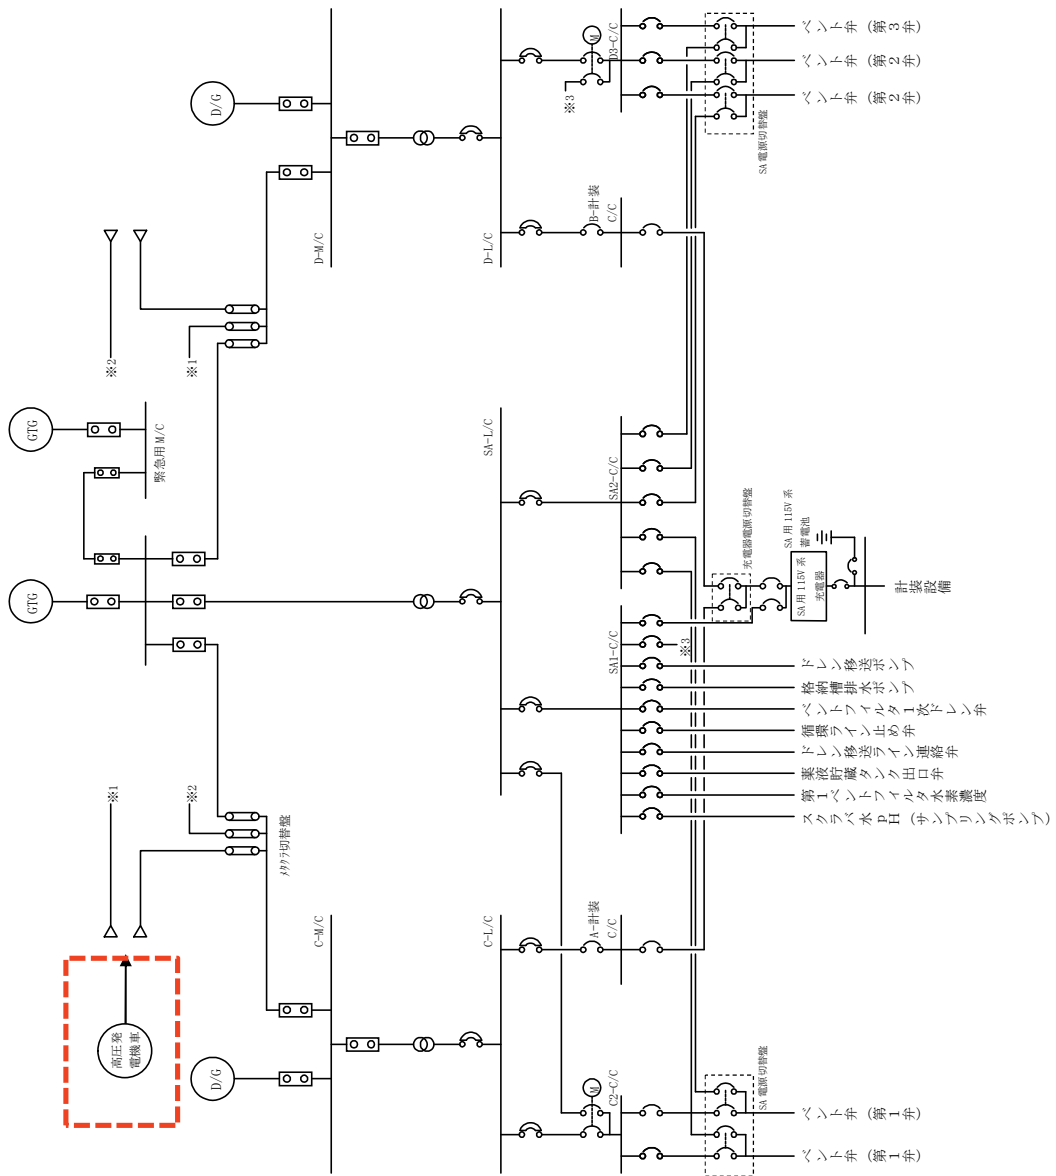 ベント弁 (第3弁)
ベント弁 (第2弁)
ベント弁 (第2弁)
SA電源切替盤
D3-C/C
M
※3
D/G
D-M/C
D-L/C
B-計装
C/C
※2
※1
GTG
緊急用M/C
SA-L/C
SA2-C/C
充電器電源切替盤
SA用115V系
蓄電池
SA用115V系
充電器
計装設備
GTG
SA1-C/C
※3
ドレン移送ポンプ
格納槽排水ポンプ
ベントフィルタ1次ドレン弁
循環ライン止め弁
ドレン移送ライン連絡弁
薬液貯蔵タンク出口弁
第1ベントフィルタ水素濃度
スクラバ水pH (サンプリングポンプ)
※1
※2
メタクラ切替盤
高圧発
電機車
C-M/C
C-L/C
A-計装
C/C
D/G
M
C2-C/C
SA電源切替盤
ベント弁 (第1弁)
ベント弁 (第1弁)